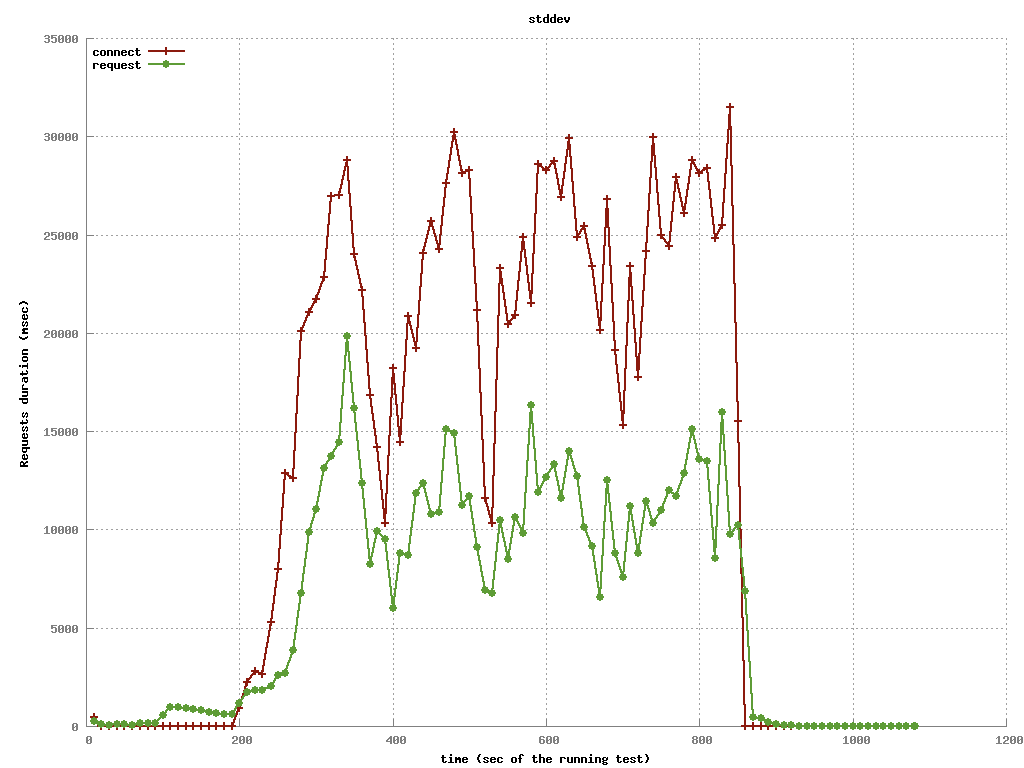 stddev
35000
connect
request
30000
25000
20000
15000
10000
5000
0
Requests duration (msec)
0 200 400 600 800 1000 1200
time (sec of the running test)